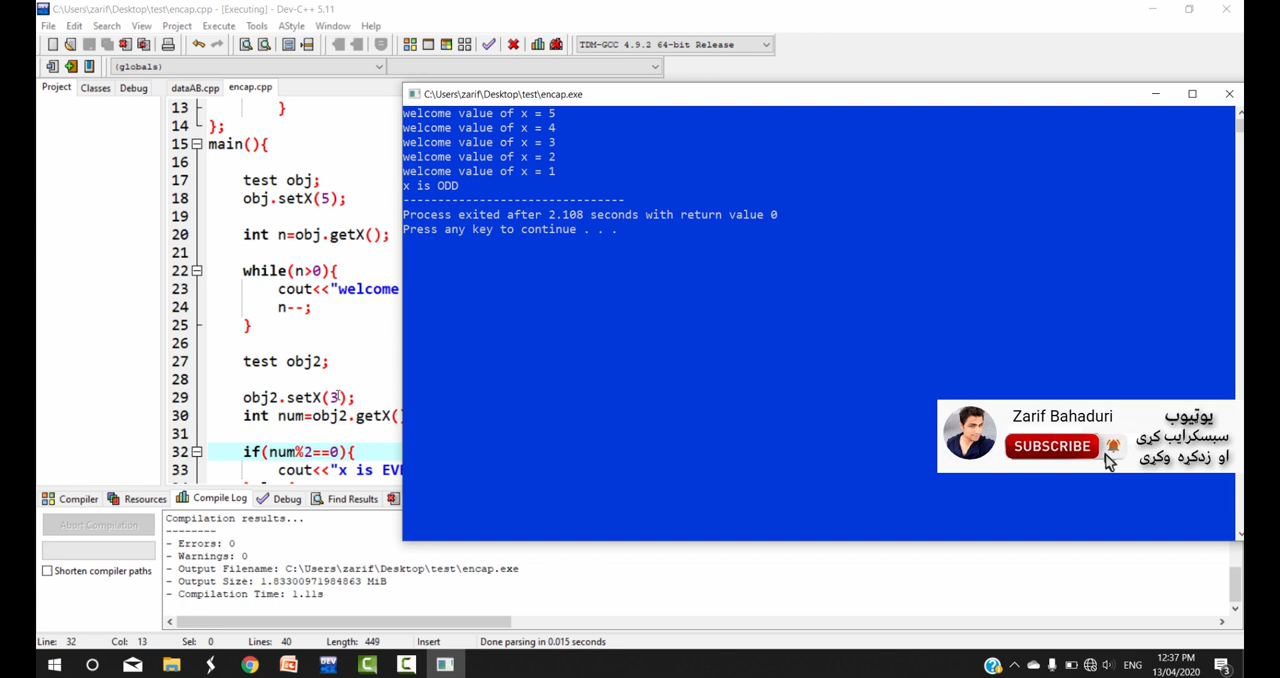 C:\Users\zarif\Desktop\test\encap.cpp - [Executing] - Dev-C++ 5.11
File Edit Search View Project Execute Tools AStyle Window Help
TDM-GCC 4.9.2 64-bit Release
(globals)
Project Classes Debug
dataAB.cpp encap.cpp
13 }
14 };
15 main(){
16
17 test obj;
18 obj.setX(5);
19
20 int n=obj.getX();
21
22 while(n>0){
23 cout<<"welcome
24 n--;
25 }
26
27 test obj2;
28
29 obj2.setX(3);
30 int num=obj2.getX(
31
32 if(num%2==0){
33 cout<<"x is EVE
C:\Users\zarif\Desktop\test\encap.exe
welcome value of x = 5
welcome value of x = 4
welcome value of x = 3
welcome value of x = 2
welcome value of x = 1
x is ODD
--------------------------------
Process exited after 2.108 seconds with return value 0
Press any key to continue . . .
Zarif Bahaduri
SUBSCRIBE
یوټیوب
سبسکرایب کړی
او زدکړه وکړی
Compiler Resources Compile Log Debug Find Results
Abort Compilation
Shorten compiler paths
Compilation results...
--------
- Errors: 0
- Warnings: 0
- Output Filename: C:\Users\zarif\Desktop\test\encap.exe
- Output Size: 1.83300971984863 MiB
- Compilation Time: 1.11s
Line: 32 Col: 13 Sel: 0 Lines: 40 Length: 449 Insert Done parsing in 0.015 seconds
ENG
12:37 PM
13/04/2020
3